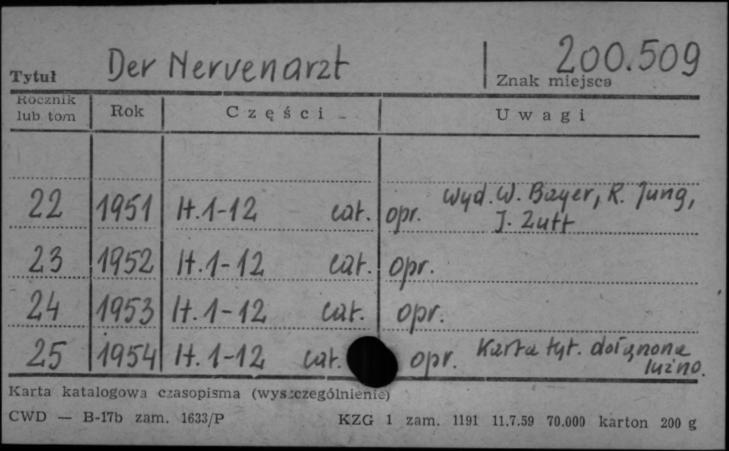 Tytuł Der Nervenarzt Znak miejsca 200.509
Rocznik lub tom Rok Części Uwagi
22 1951 H.1-12 cat. opr. wyd. W. Bayer, R. Jung, J. Zutt
23 1952 H.1-12 cat. opr.
24 1953 H.1-12 cat. opr.
25 1954 H.1-12 cat. opr. Karta tyt. dołączona luźno.
Karta katalogowa czasopisma (wyszczególnienie)
CWD — B-17b zam. 1633/P KZG 1 zam. 1191 11.7.59 70.000 karton 200 g